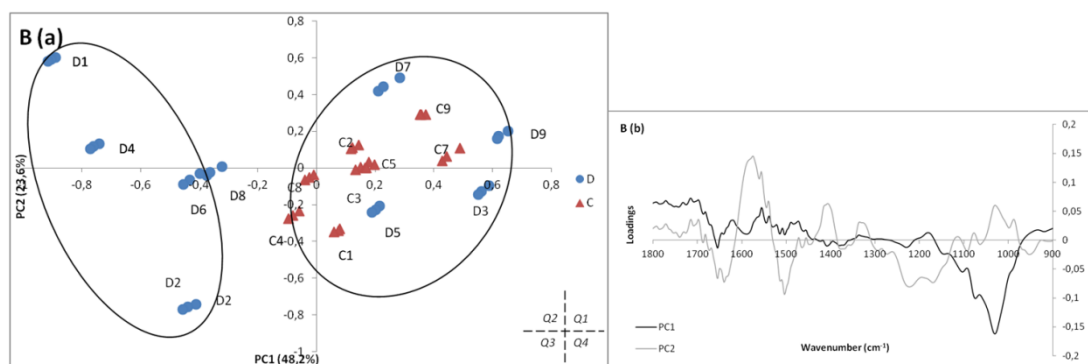 B (a)
0,8
0,6
0,4
0,2
0
-0,2
-0,4
-0,6
-0,8
-1
-0,8
-0,6
-0,4
-0,2
0
0,2
0,4
0,6
0,8
PC2 (23,6%)
PC1 (48,2%)
D1
D4
D6
D8
D2
D2
D7
C9
D9
C2
C7
C5
C8
C3
D3
D5
C4
C1
D
C
Q2 Q1
Q3 Q4
B (b)
0,2
0,15
0,1
0,05
0
-0,05
-0,1
-0,15
-0,2
Loadings
1800 1700 1600 1500 1400 1300 1200 1100 1000 900
PC1
PC2
Wavenumber (cm⁻¹)